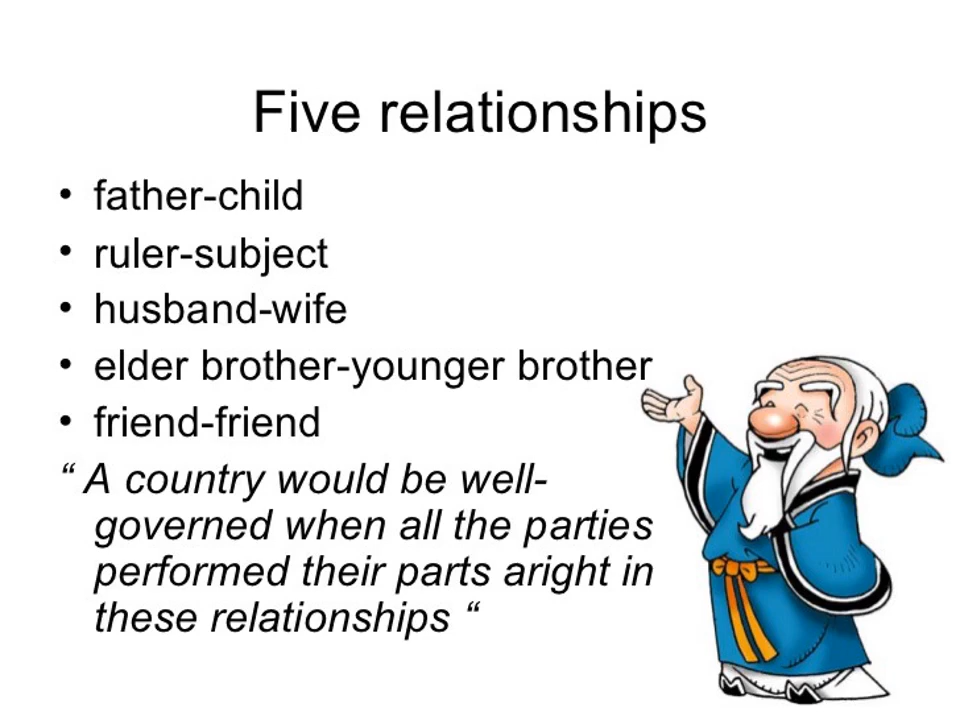 Five relationships
• father-child
• ruler-subject
• husband-wife
• elder brother-younger brother
• friend-friend
“ A country would be well-
governed when all the parties
performed their parts aright in
these relationships “